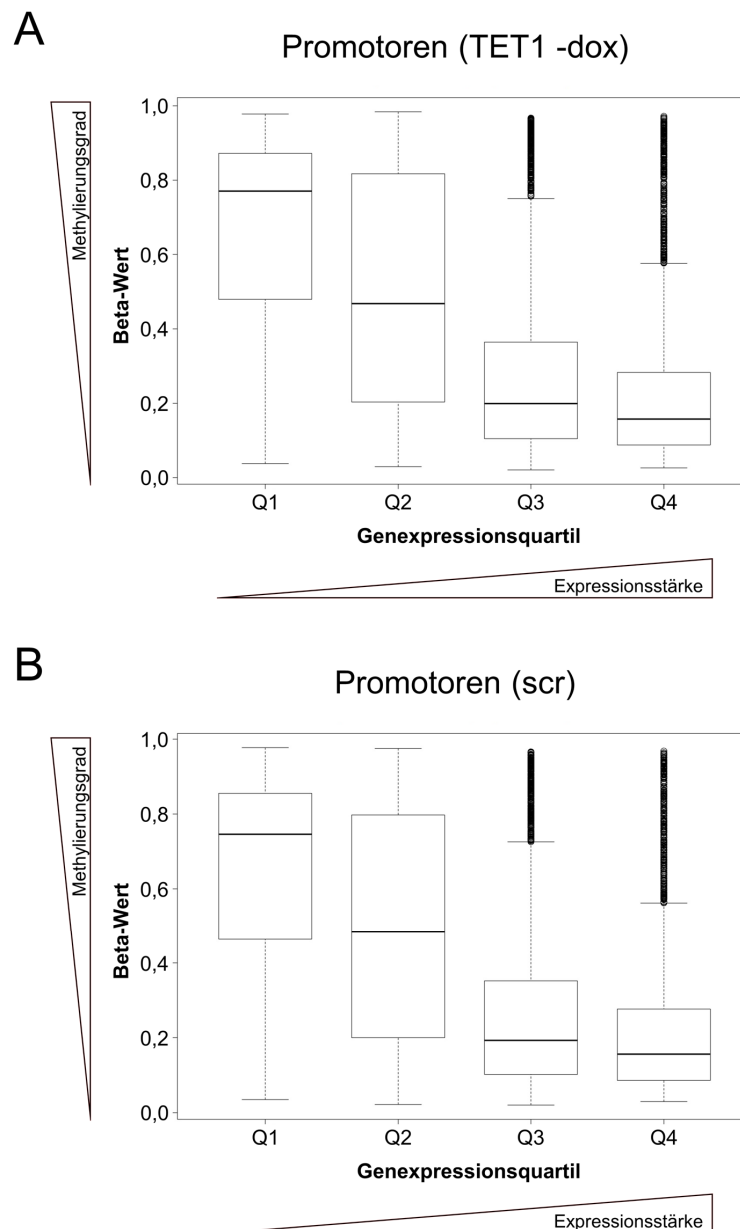 A
Promotoren (TET1 -dox)
Methylierungsgrad
Beta-Wert
1,0
0,8
0,6
0,4
0,2
0,0
Q1 Q2 Q3 Q4
Genexpressionsquartil
Expressionsstärke
B
Promotoren (scr)
Methylierungsgrad
Beta-Wert
1,0
0,8
0,6
0,4
0,2
0,0
Q1 Q2 Q3 Q4
Genexpressionsquartil
Expressionsstärke